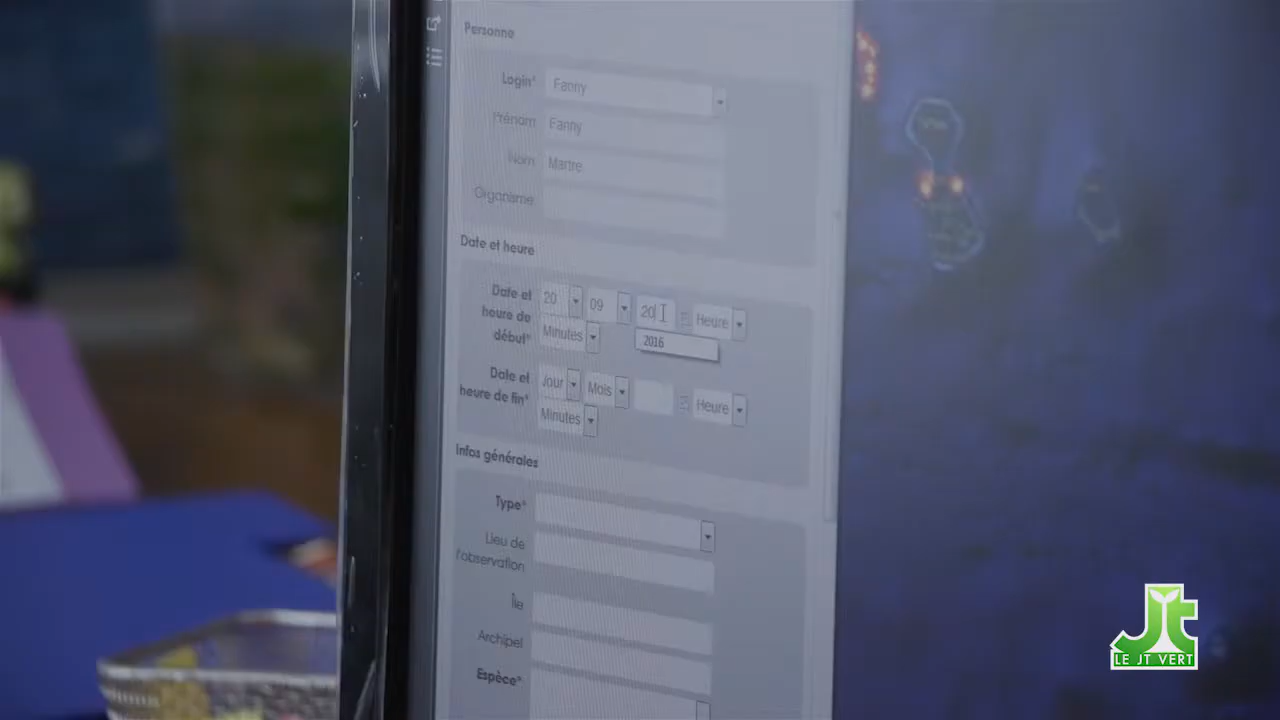 Personne
Login* Fanny
Prénom Fanny
Nom Martre
Organisme
Date et heure
Date et heure de début* 20 09 20 Heure
Minutes
2016
Date et heure de fin* Jour Mois Heure
Minutes
Infos générales
Type*
Lieu de l'observation
Île
Archipel
Espèce*
Jt
LE JT VERT